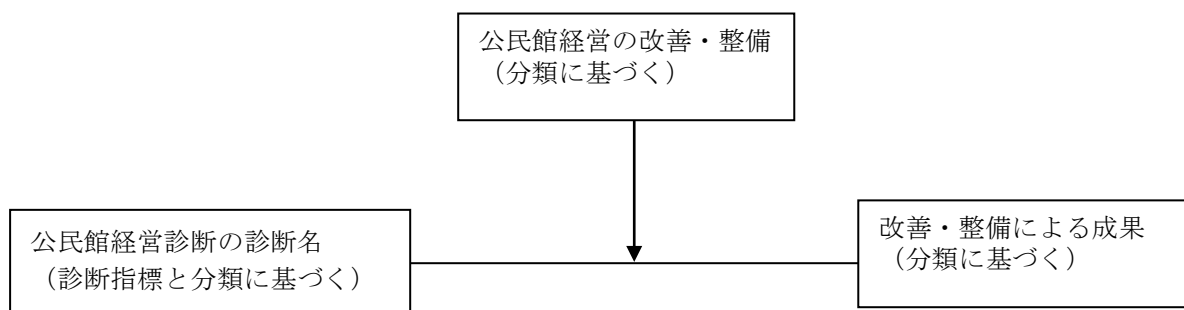 公民館経営の改善・整備
（分類に基づく）
公民館経営診断の診断名
（診断指標と分類に基づく）
改善・整備による成果
（分類に基づく）